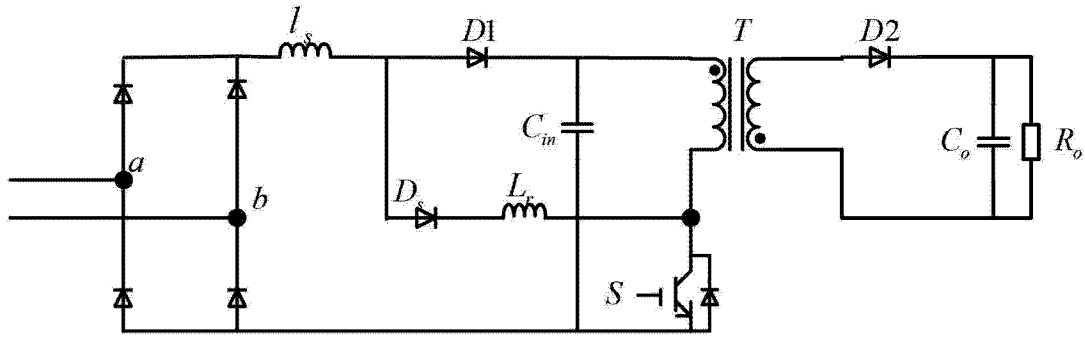 l_s
D1
T
D2
C_in
C_o
R_o
a
b
D_s
L_r
S